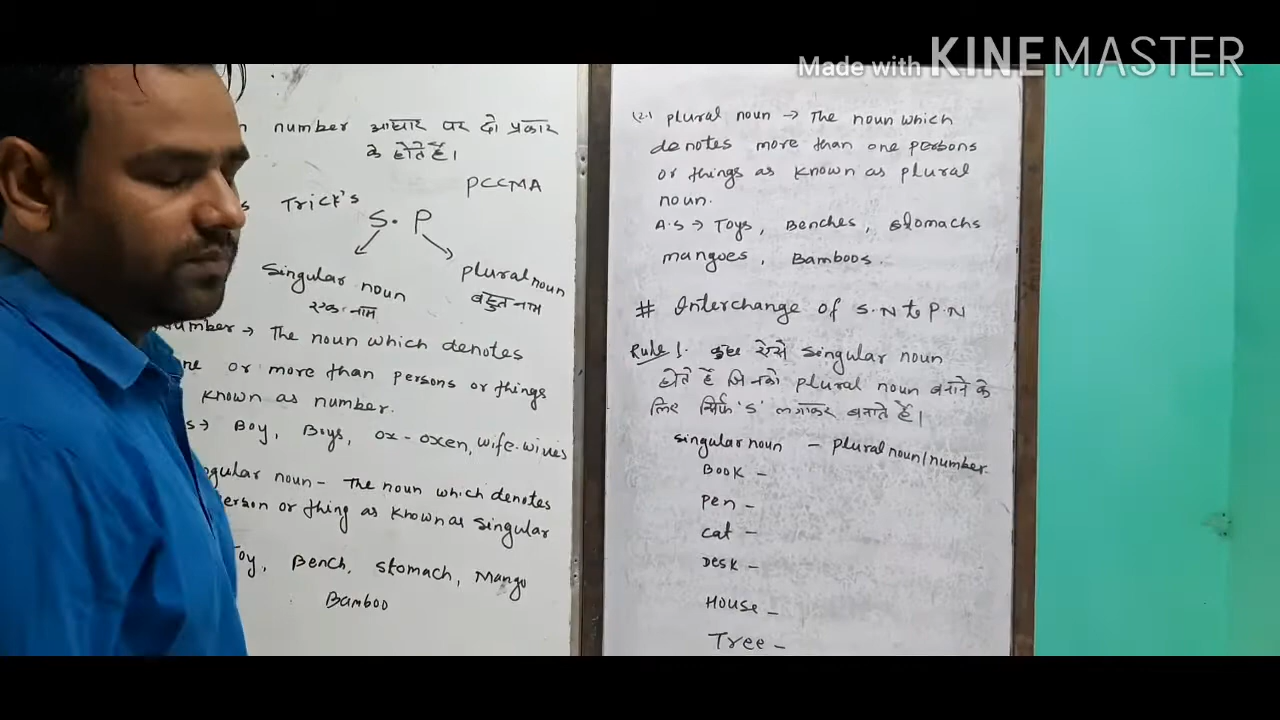 Made with KINEMASTER
number आधार पर दो प्रकार
के होते हैं।
PCCMA
Trick's
S. P
Singular noun
एक नाम
plural noun
बहुत नाम
Number → The noun which denotes
or more than persons or things
known as number.
Boy, Boys, ox-oxen, wife-wives
noun - The noun which denotes
person or thing as known as singular
Toy, Bench, stomach, Mango
Bamboo
(2.) plural noun → The noun which
denotes more than one persons
or things as known as plural
noun.
A.S → Toys, Benches, stomachs
mangoes, Bamboos.
# Interchange of S.N to P.N
Rule 1. कुछ ऐसे singular noun
होते हैं जिनको plural noun बनाने के
लिए सिर्फ 'S' लगाकर बनाते हैं।
singular noun - plural noun/number
Book -
pen -
cat -
Desk -
House -
Tree -